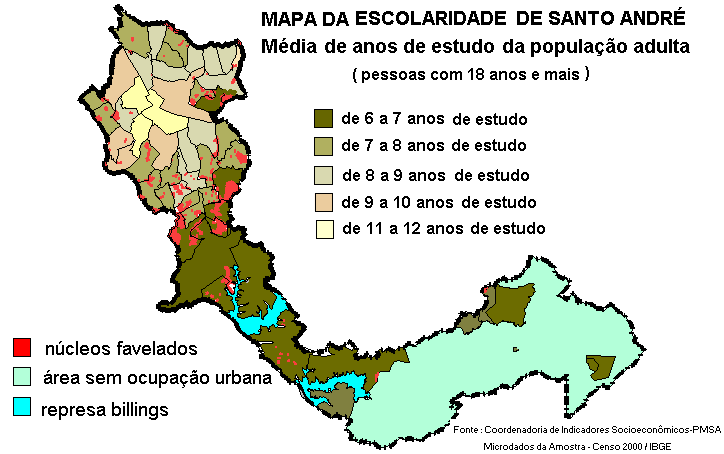 MAPA DA ESCOLARIDADE DE SANTO ANDRÉ
Média de anos de estudo da população adulta
( pessoas com 18 anos e mais )
de 6 a 7 anos de estudo
de 7 a 8 anos de estudo
de 8 a 9 anos de estudo
de 9 a 10 anos de estudo
de 11 a 12 anos de estudo
núcleos favelados
área sem ocupação urbana
represa billings
Fonte : Coordenadoria de Indicadores Socioeconômicos-PMSA
Microdados da Amostra - Censo 2000 / IBGE